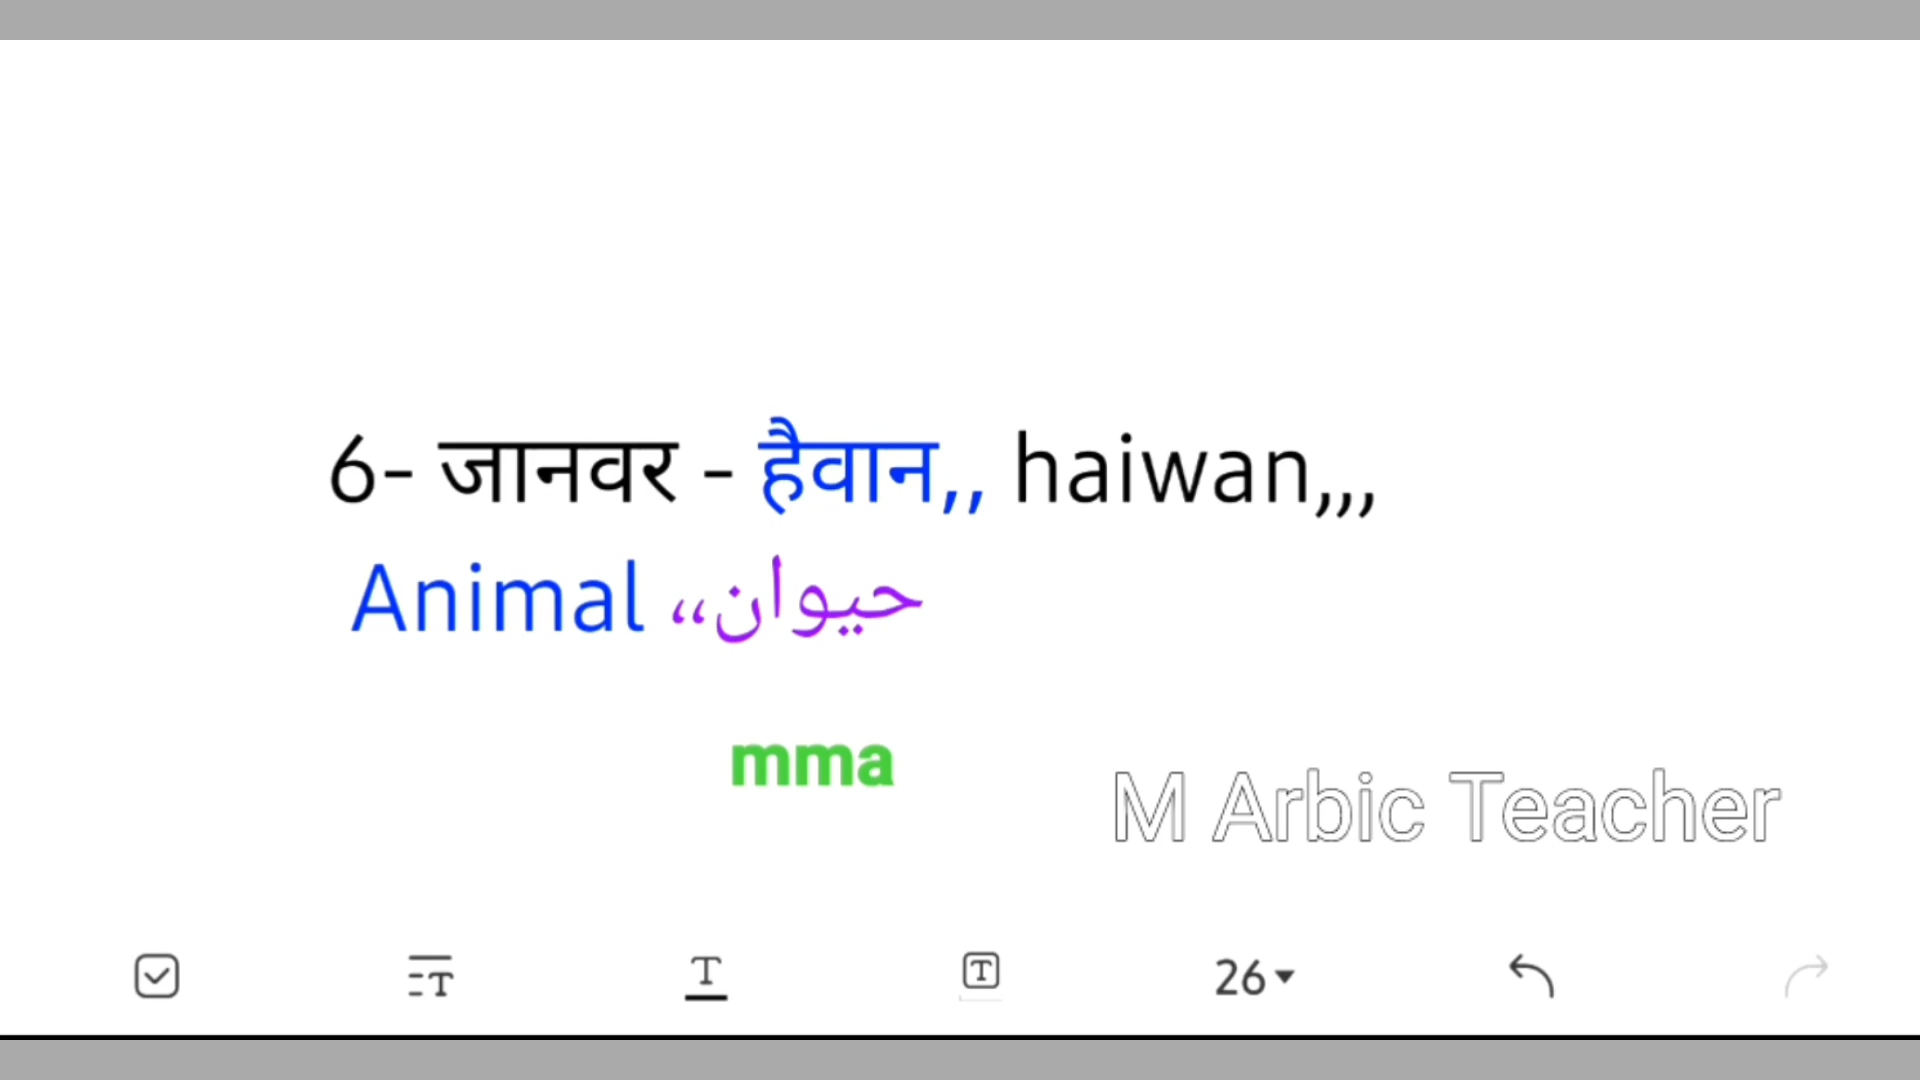 6- जानवर - हैवान,, haiwan,,,
Animal حيوان،،
mma
M Arbic Teacher
26